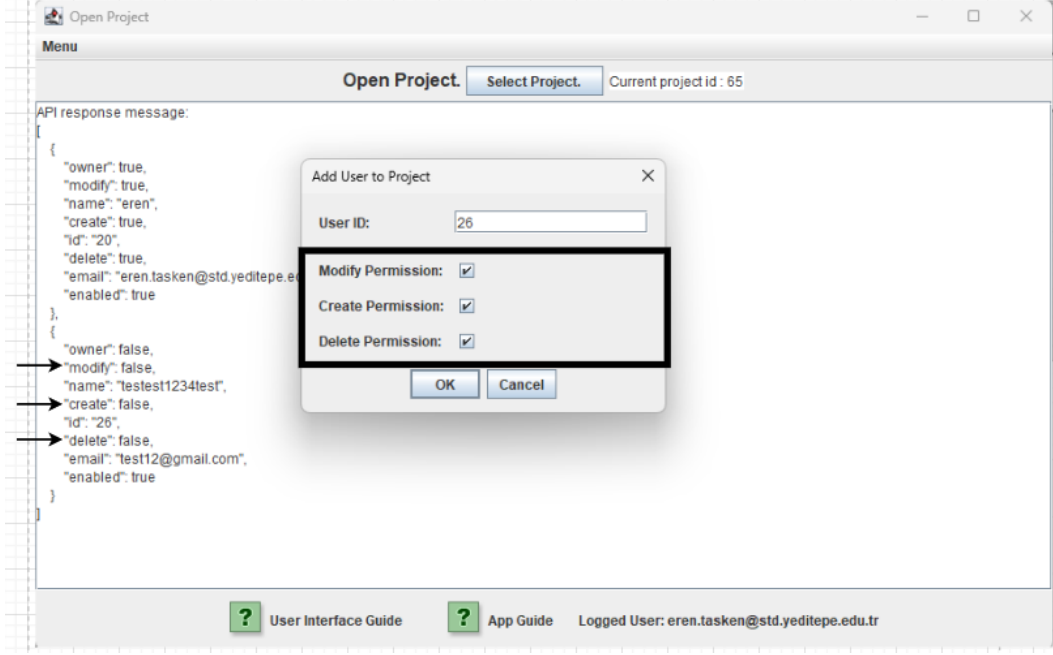 Open Project
Menu
Open Project. Select Project. Current project id : 65
API response message:
[
{
"owner": true,
"modify": true,
"name": "eren",
"create": true,
"id": "20",
"delete": true,
"email": "eren.tasken@std.yeditepe.e
"enabled": true
},
{
"owner": false,
"modify": false,
"name": "testest1234test",
"create": false,
"id": "26",
"delete": false,
"email": "test12@gmail.com",
"enabled": true
}
]
Add User to Project
User ID: 26
Modify Permission:
Create Permission:
Delete Permission:
OK Cancel
? User Interface Guide ? App Guide Logged User: eren.tasken@std.yeditepe.edu.tr